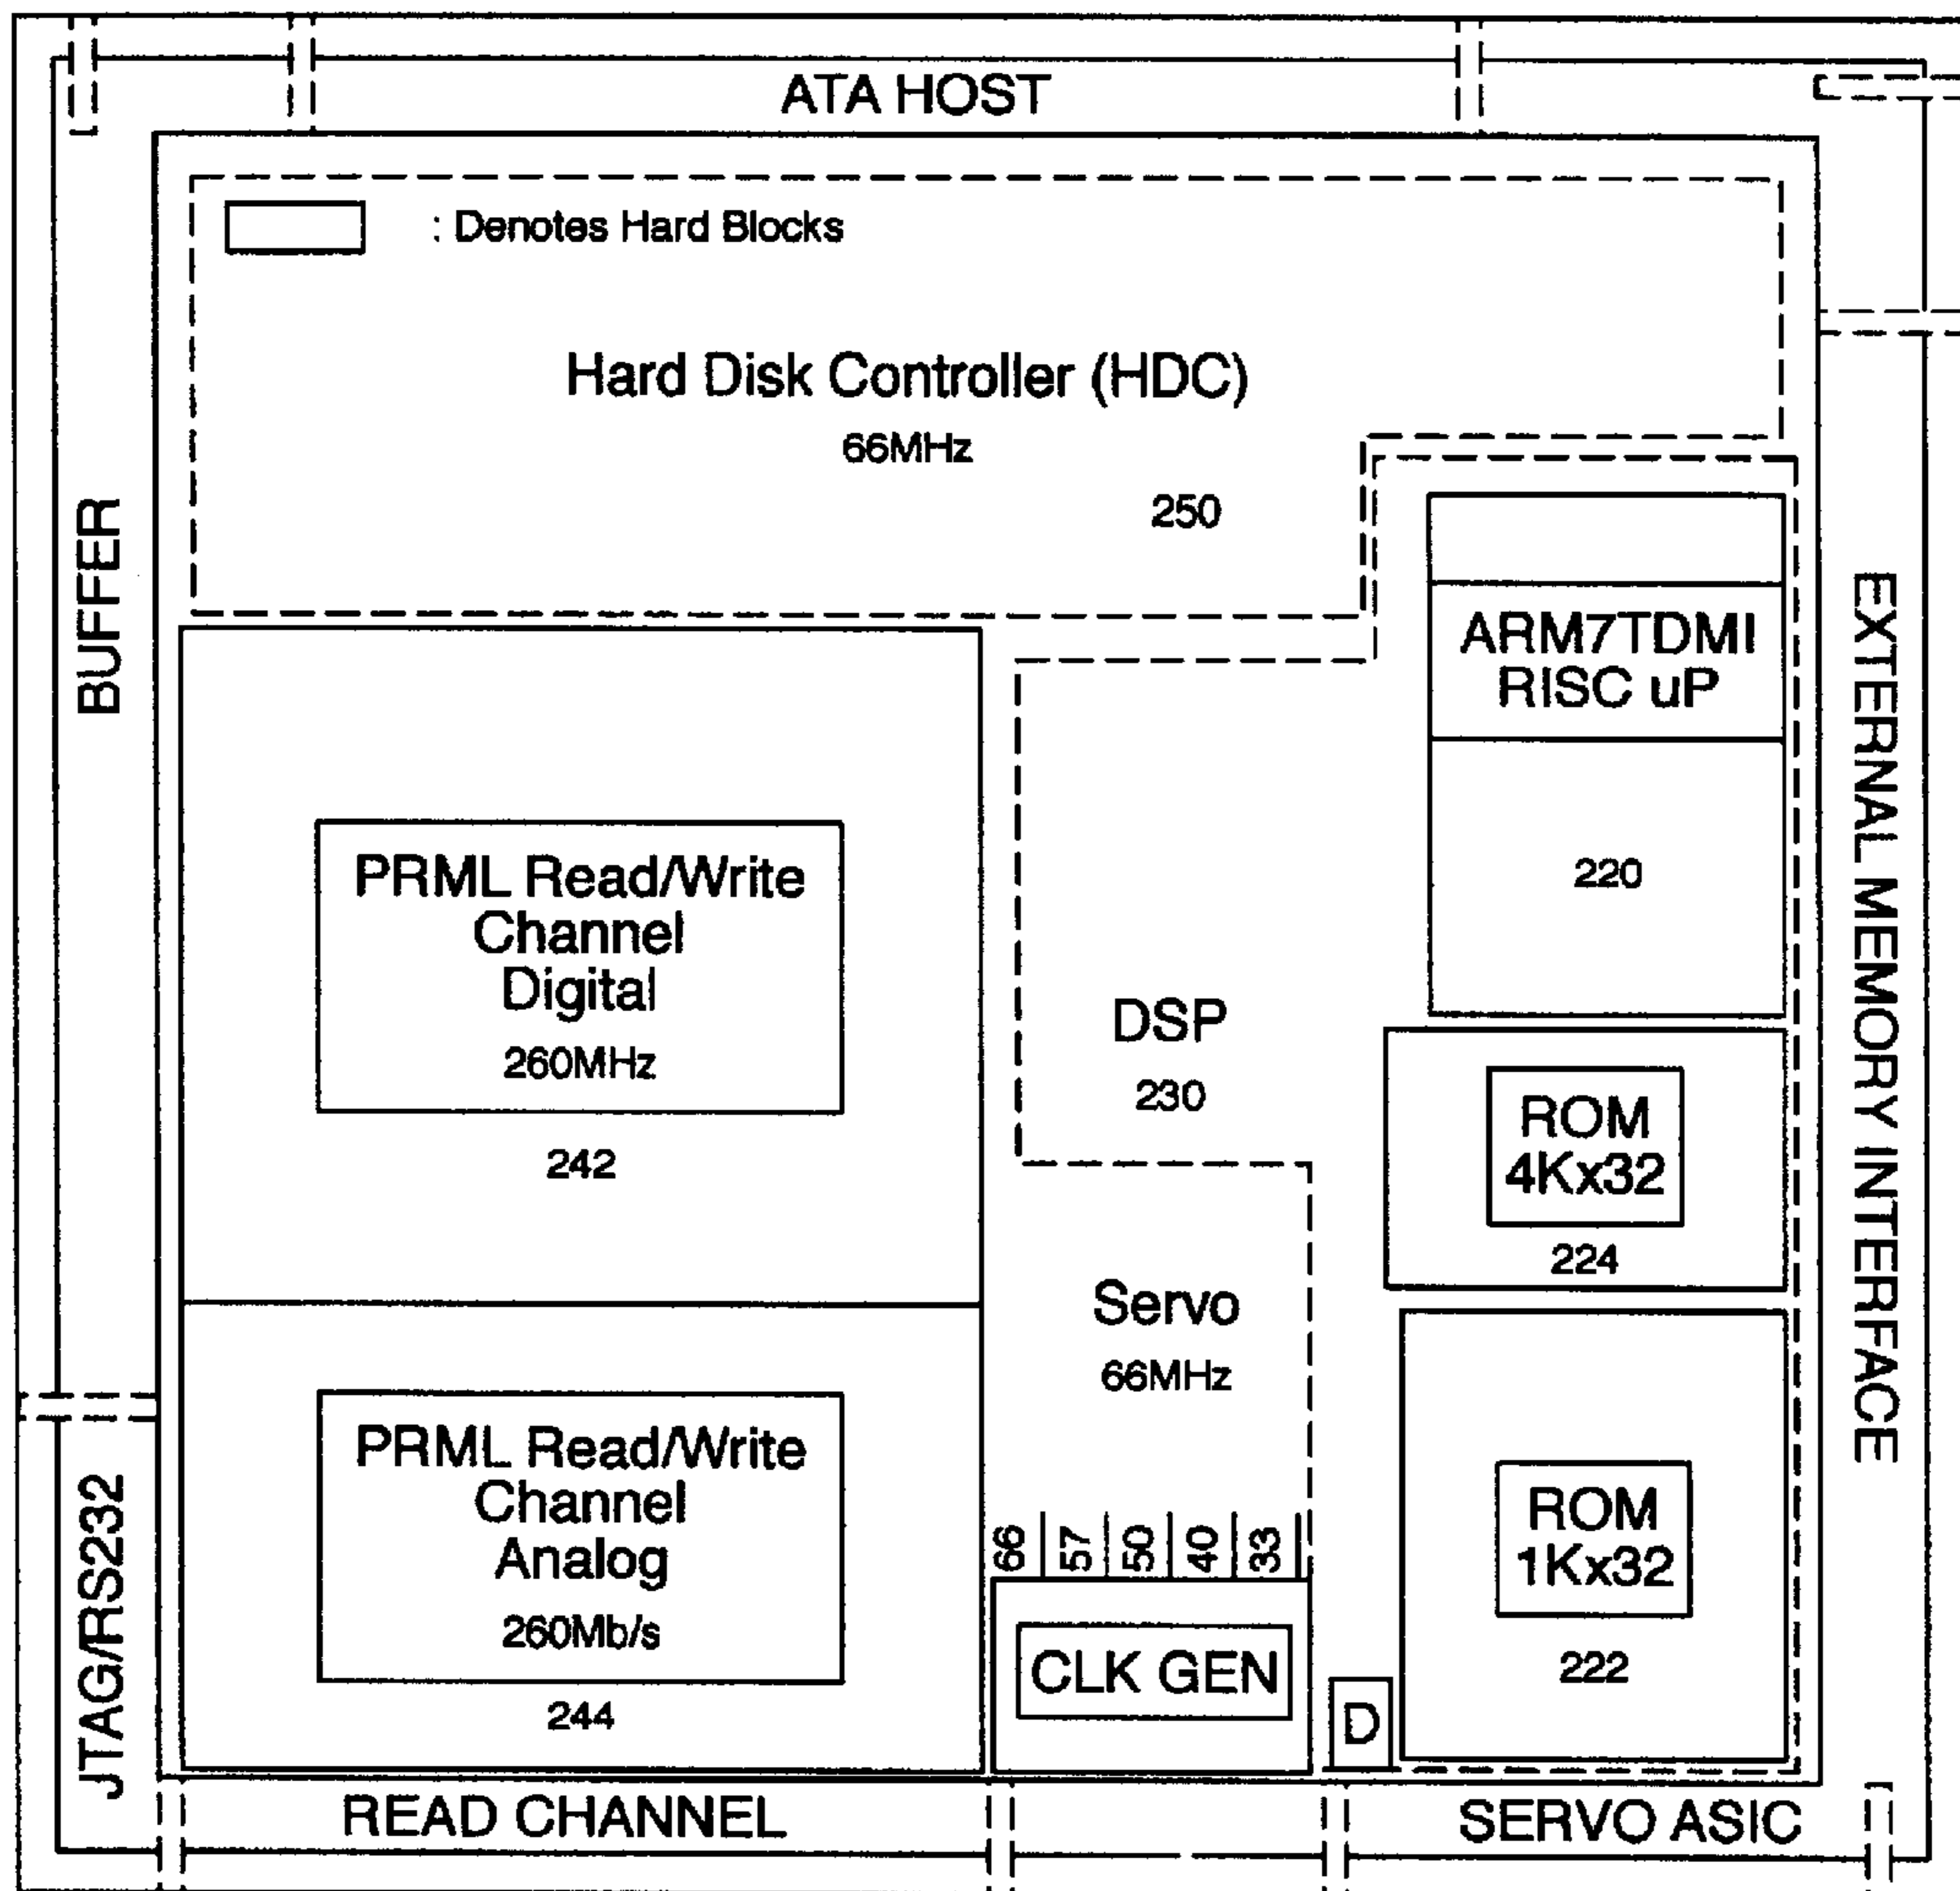 ATA HOST
: Denotes Hard Blocks
Hard Disk Controller (HDC)
66MHz
250
BUFFER
ARM7TDMI
RISC uP
220
EXTERNAL MEMORY INTERFACE
PRML Read/Write
Channel
Digital
260MHz
242
DSP
230
ROM
4Kx32
224
Servo
66MHz
PRML Read/Write
Channel
Analog
260Mb/s
244
66
57
50
40
33
CLK GEN
D
ROM
1Kx32
222
JTAG/RS232
READ CHANNEL
SERVO ASIC